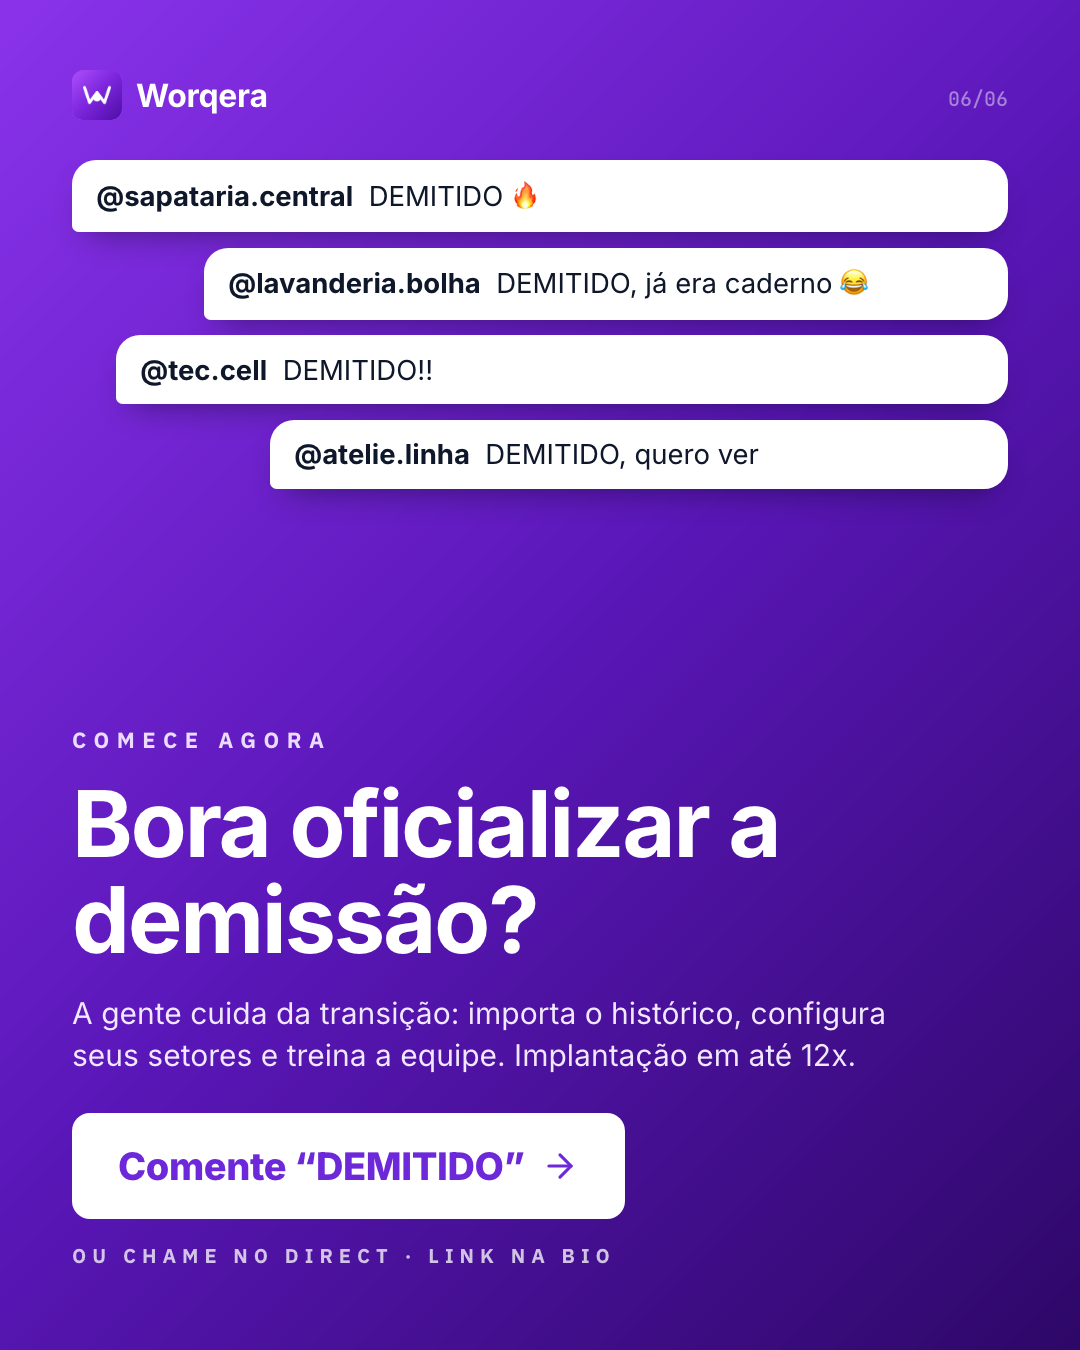 Worqera
06/06
@sapataria.central DEMITIDO 🔥
@lavanderia.bolha DEMITIDO, já era caderno 😂
@tec.cell DEMITIDO!!
@atelie.linha DEMITIDO, quero ver
COMECE AGORA
Bora oficializar a
demissão?
A gente cuida da transição: importa o histórico, configura
seus setores e treina a equipe. Implantação em até 12x.
Comente “DEMITIDO” →
OU CHAME NO DIRECT · LINK NA BIO